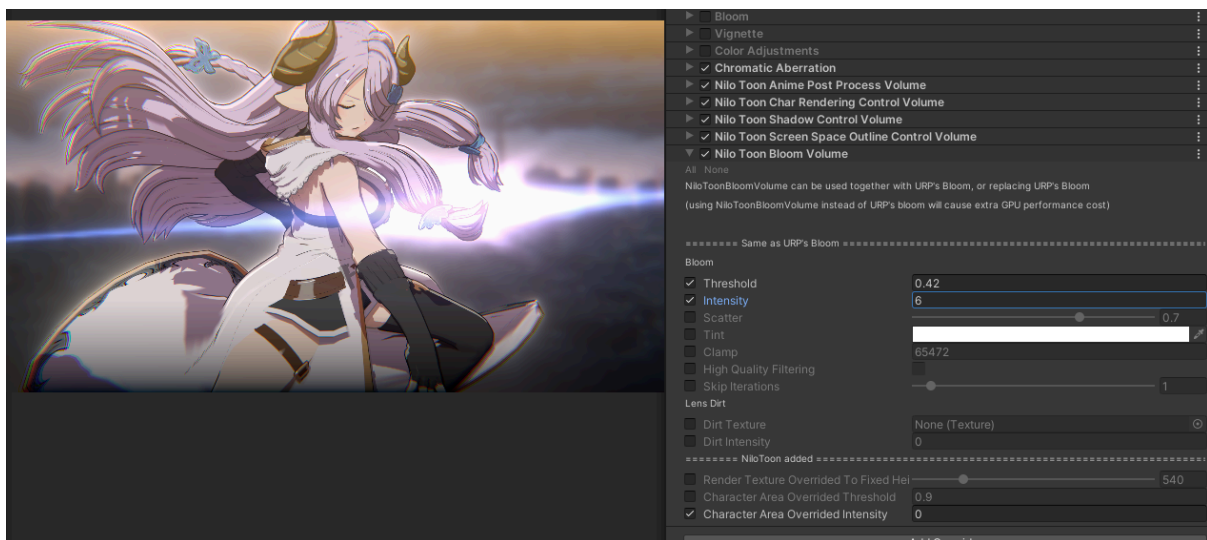 Bloom
Vignette
Color Adjustments
Chromatic Aberration
Nilo Toon Anime Post Process Volume
Nilo Toon Char Rendering Control Volume
Nilo Toon Shadow Control Volume
Nilo Toon Screen Space Outline Control Volume
Nilo Toon Bloom Volume
All None
NiloToonBloomVolume can be used together with URP's Bloom, or replacing URP's Bloom
(using NiloToonBloomVolume instead of URP's bloom will cause extra GPU performance cost)
======== Same as URP's Bloom ========================================================
Bloom
Threshold 0.42
Intensity 6
Scatter 0.7
Tint
Clamp 65472
High Quality Filtering
Skip Iterations 1
Lens Dirt
Dirt Texture None (Texture)
Dirt Intensity 0
======== NiloToon added ============================================================
Render Texture Overrided To Fixed Hei 540
Character Area Overrided Threshold 0.9
Character Area Overrided Intensity 0